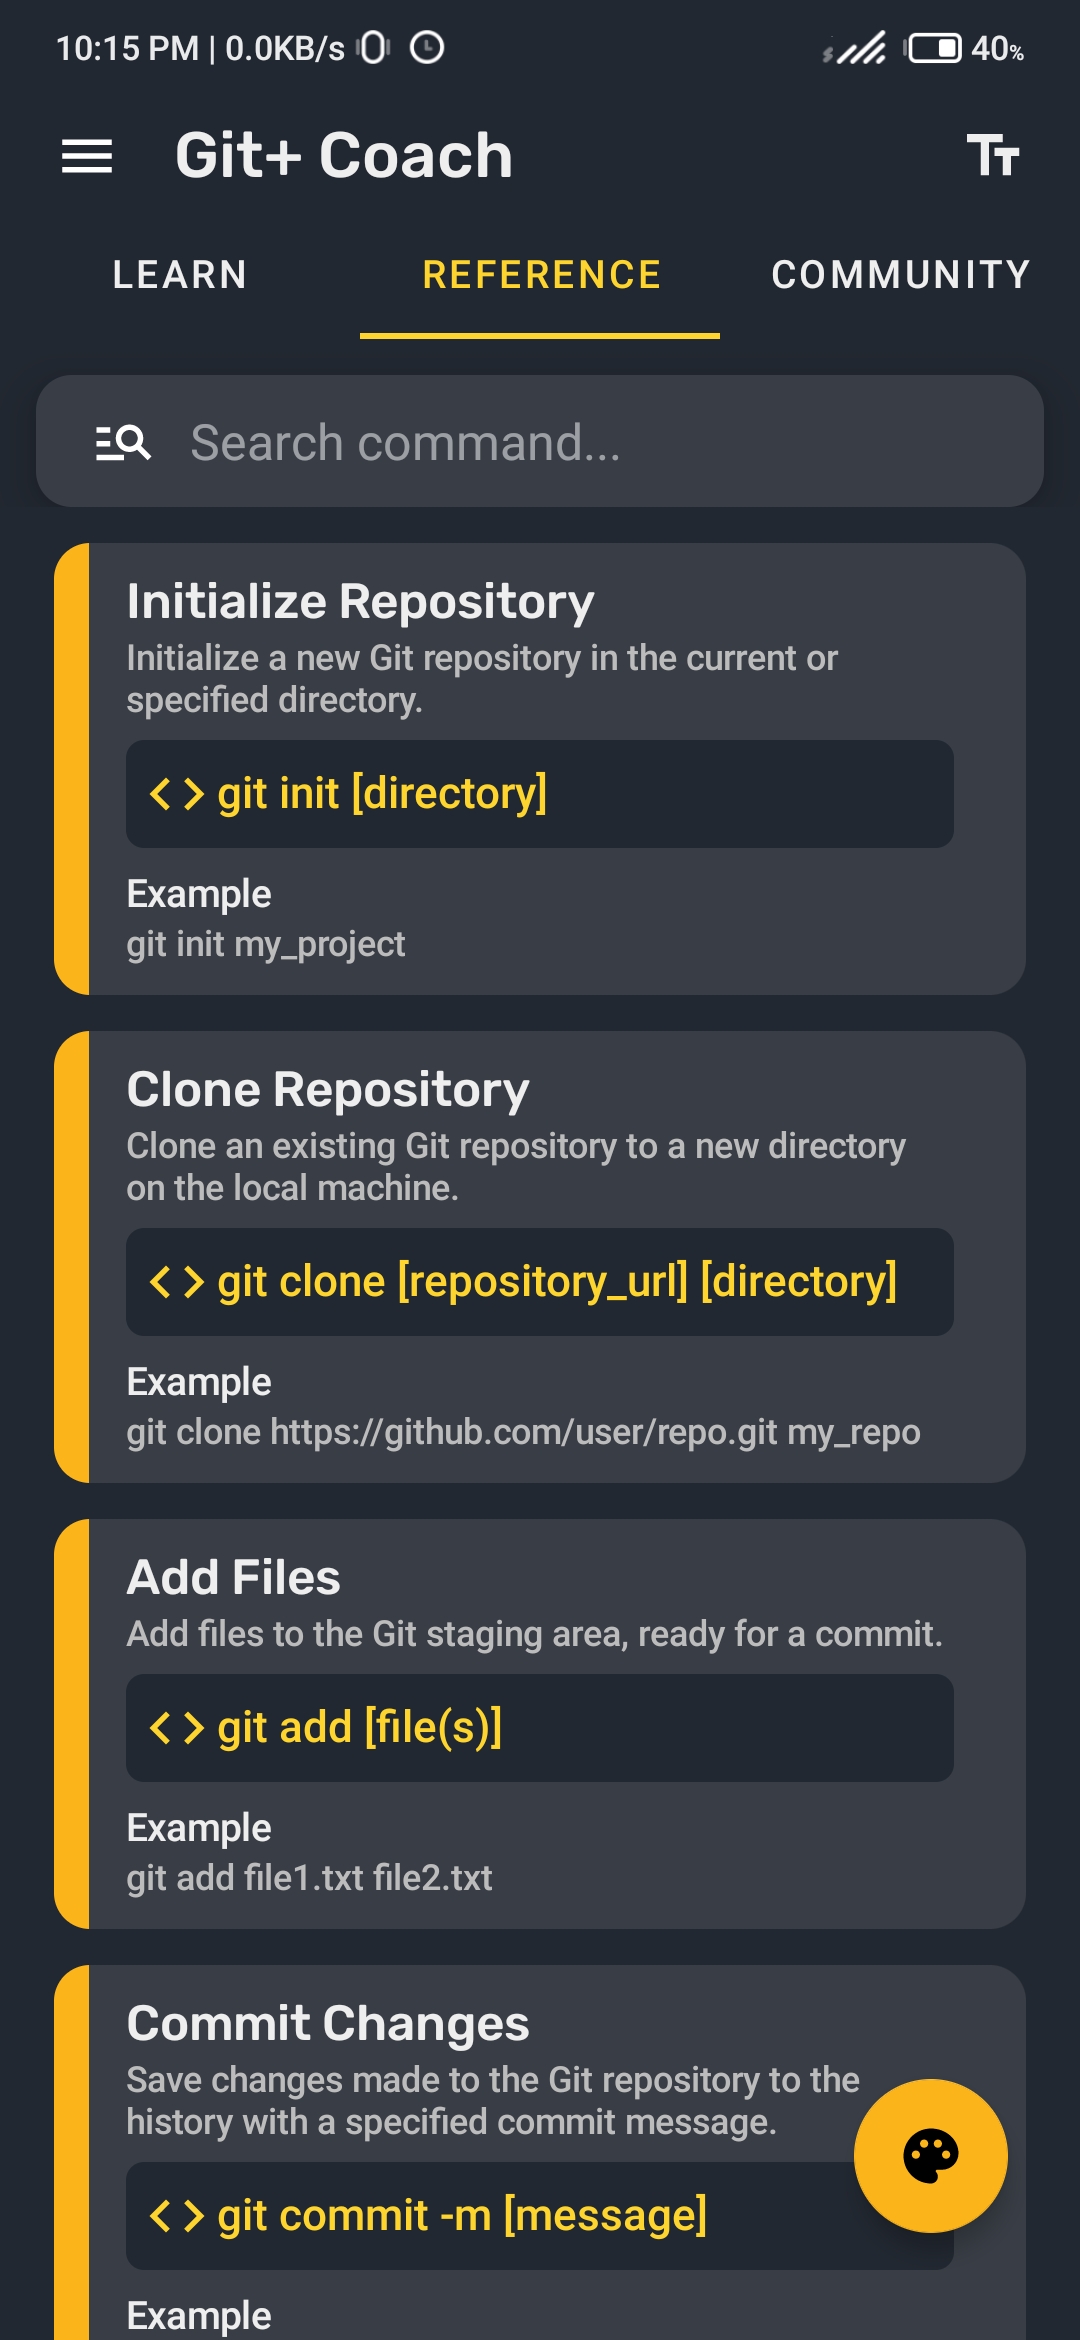 10:15 PM | 0.0KB/s
40%
Git+ Coach
LEARN
REFERENCE
COMMUNITY
Search command...
Initialize Repository
Initialize a new Git repository in the current or
specified directory.
<> git init [directory]
Example
git init my_project
Clone Repository
Clone an existing Git repository to a new directory
on the local machine.
<> git clone [repository_url] [directory]
Example
git clone https://github.com/user/repo.git my_repo
Add Files
Add files to the Git staging area, ready for a commit.
<> git add [file(s)]
Example
git add file1.txt file2.txt
Commit Changes
Save changes made to the Git repository to the
history with a specified commit message.
<> git commit -m [message]
Example